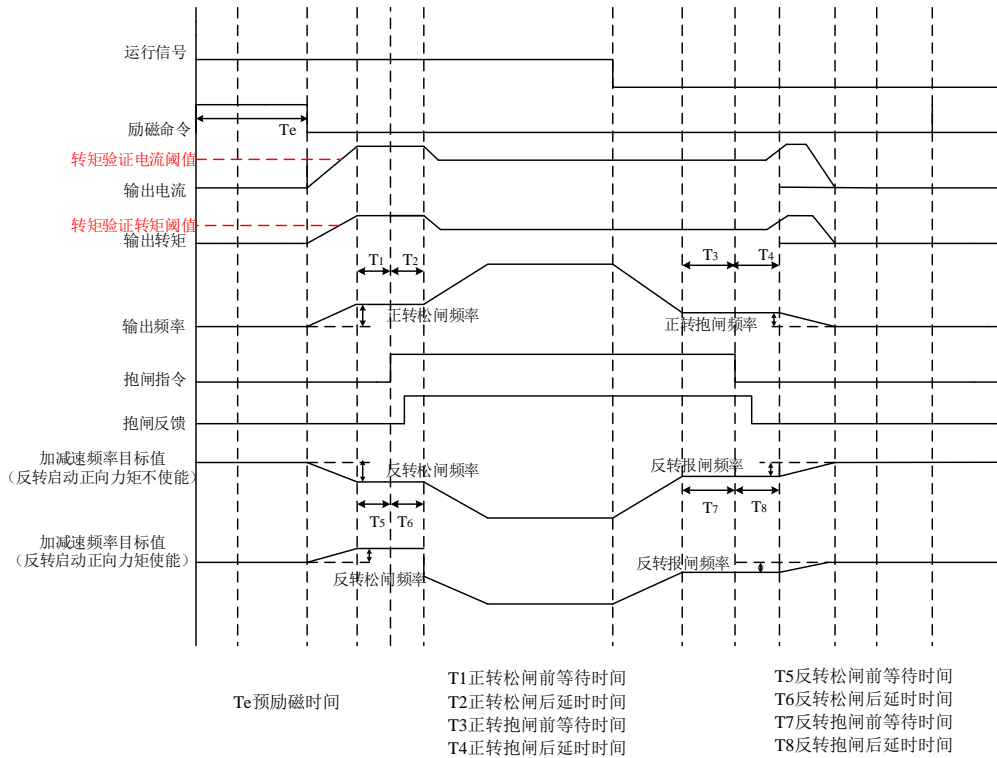 运行信号
励磁命令
Te
转矩验证电流阈值
输出电流
转矩验证转矩阈值
输出转矩
T1
T2
T3
T4
正转松闸频率
正转抱闸频率
输出频率
抱闸指令
抱闸反馈
加减速频率目标值
（反转启动正向力矩不使能）
反转松闸频率
反转报闸频率
T5
T6
T7
T8
加减速频率目标值
（反转启动正向力矩使能）
反转松闸频率
反转报闸频率
Te预励磁时间
T1正转松闸前等待时间
T2正转松闸后延时时间
T3正转抱闸前等待时间
T4正转抱闸后延时时间
T5反转松闸前等待时间
T6反转松闸后延时时间
T7反转抱闸前等待时间
T8反转抱闸后延时时间